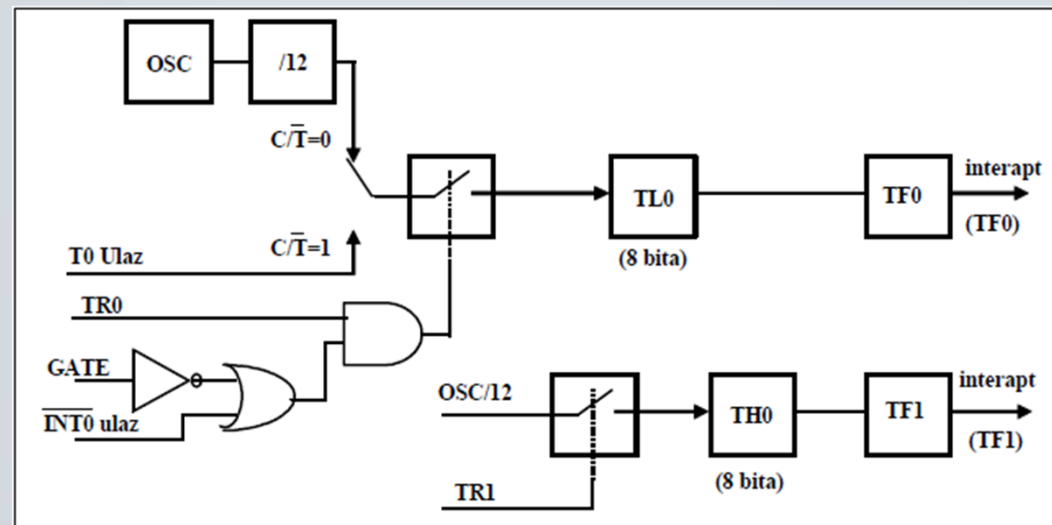 OSC
/12
C/T̅=0
interapt
TL0
TF0
(TF0)
(8 bita)
T0 Ulaz
C/T̅=1
TR0
GATE
I̅N̅T̅0̅ ulaz
OSC/12
interapt
TH0
TF1
(TF1)
(8 bita)
TR1